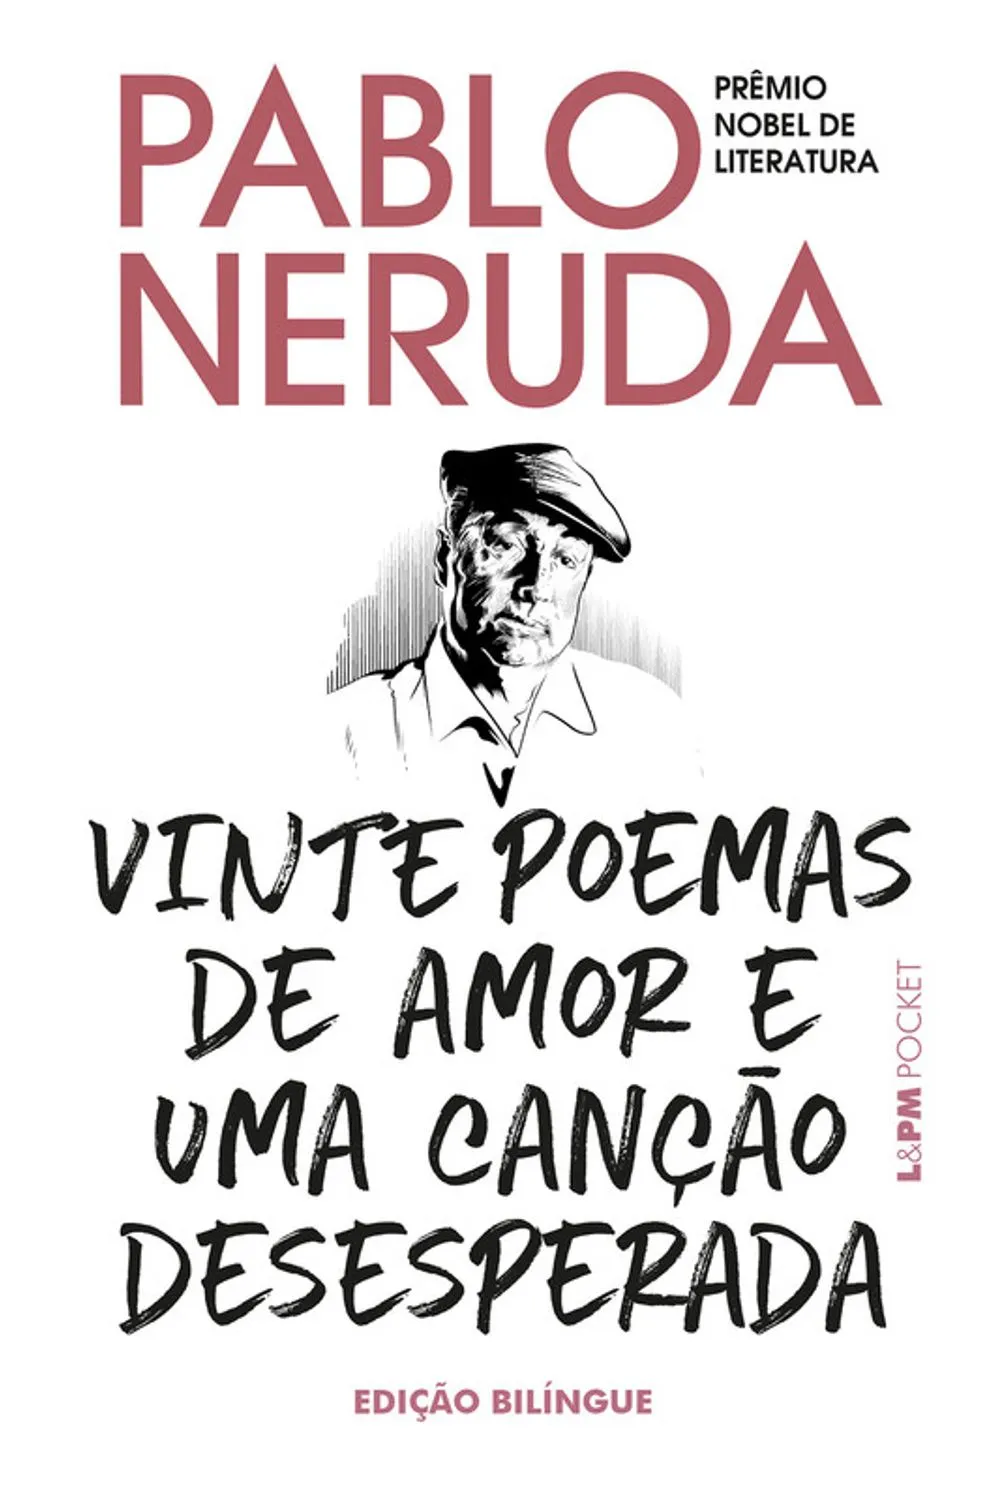 PABLO
NERUDA
PRÊMIO
NOBEL DE
LITERATURA
VINTE POEMAS
DE AMOR E
UMA CANÇÃO
DESESPERADA
L&PM POCKET
EDIÇÃO BILÍNGUE